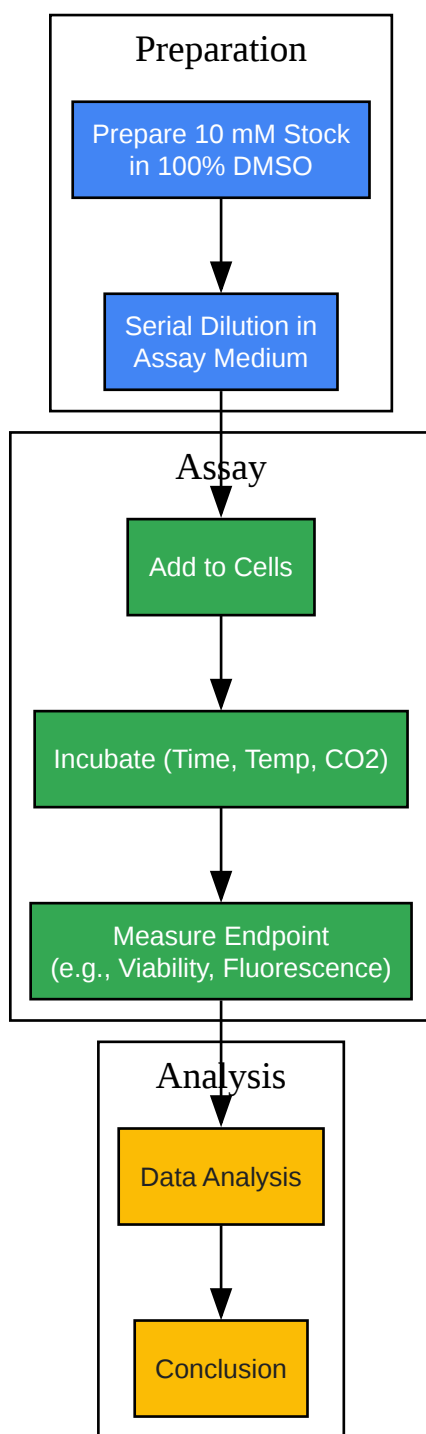 Preparation
Prepare 10 mM Stock
in 100% DMSO
Serial Dilution in
Assay Medium
Assay
Add to Cells
Incubate (Time, Temp, CO2)
Measure Endpoint
(e.g., Viability, Fluorescence)
Analysis
Data Analysis
Conclusion